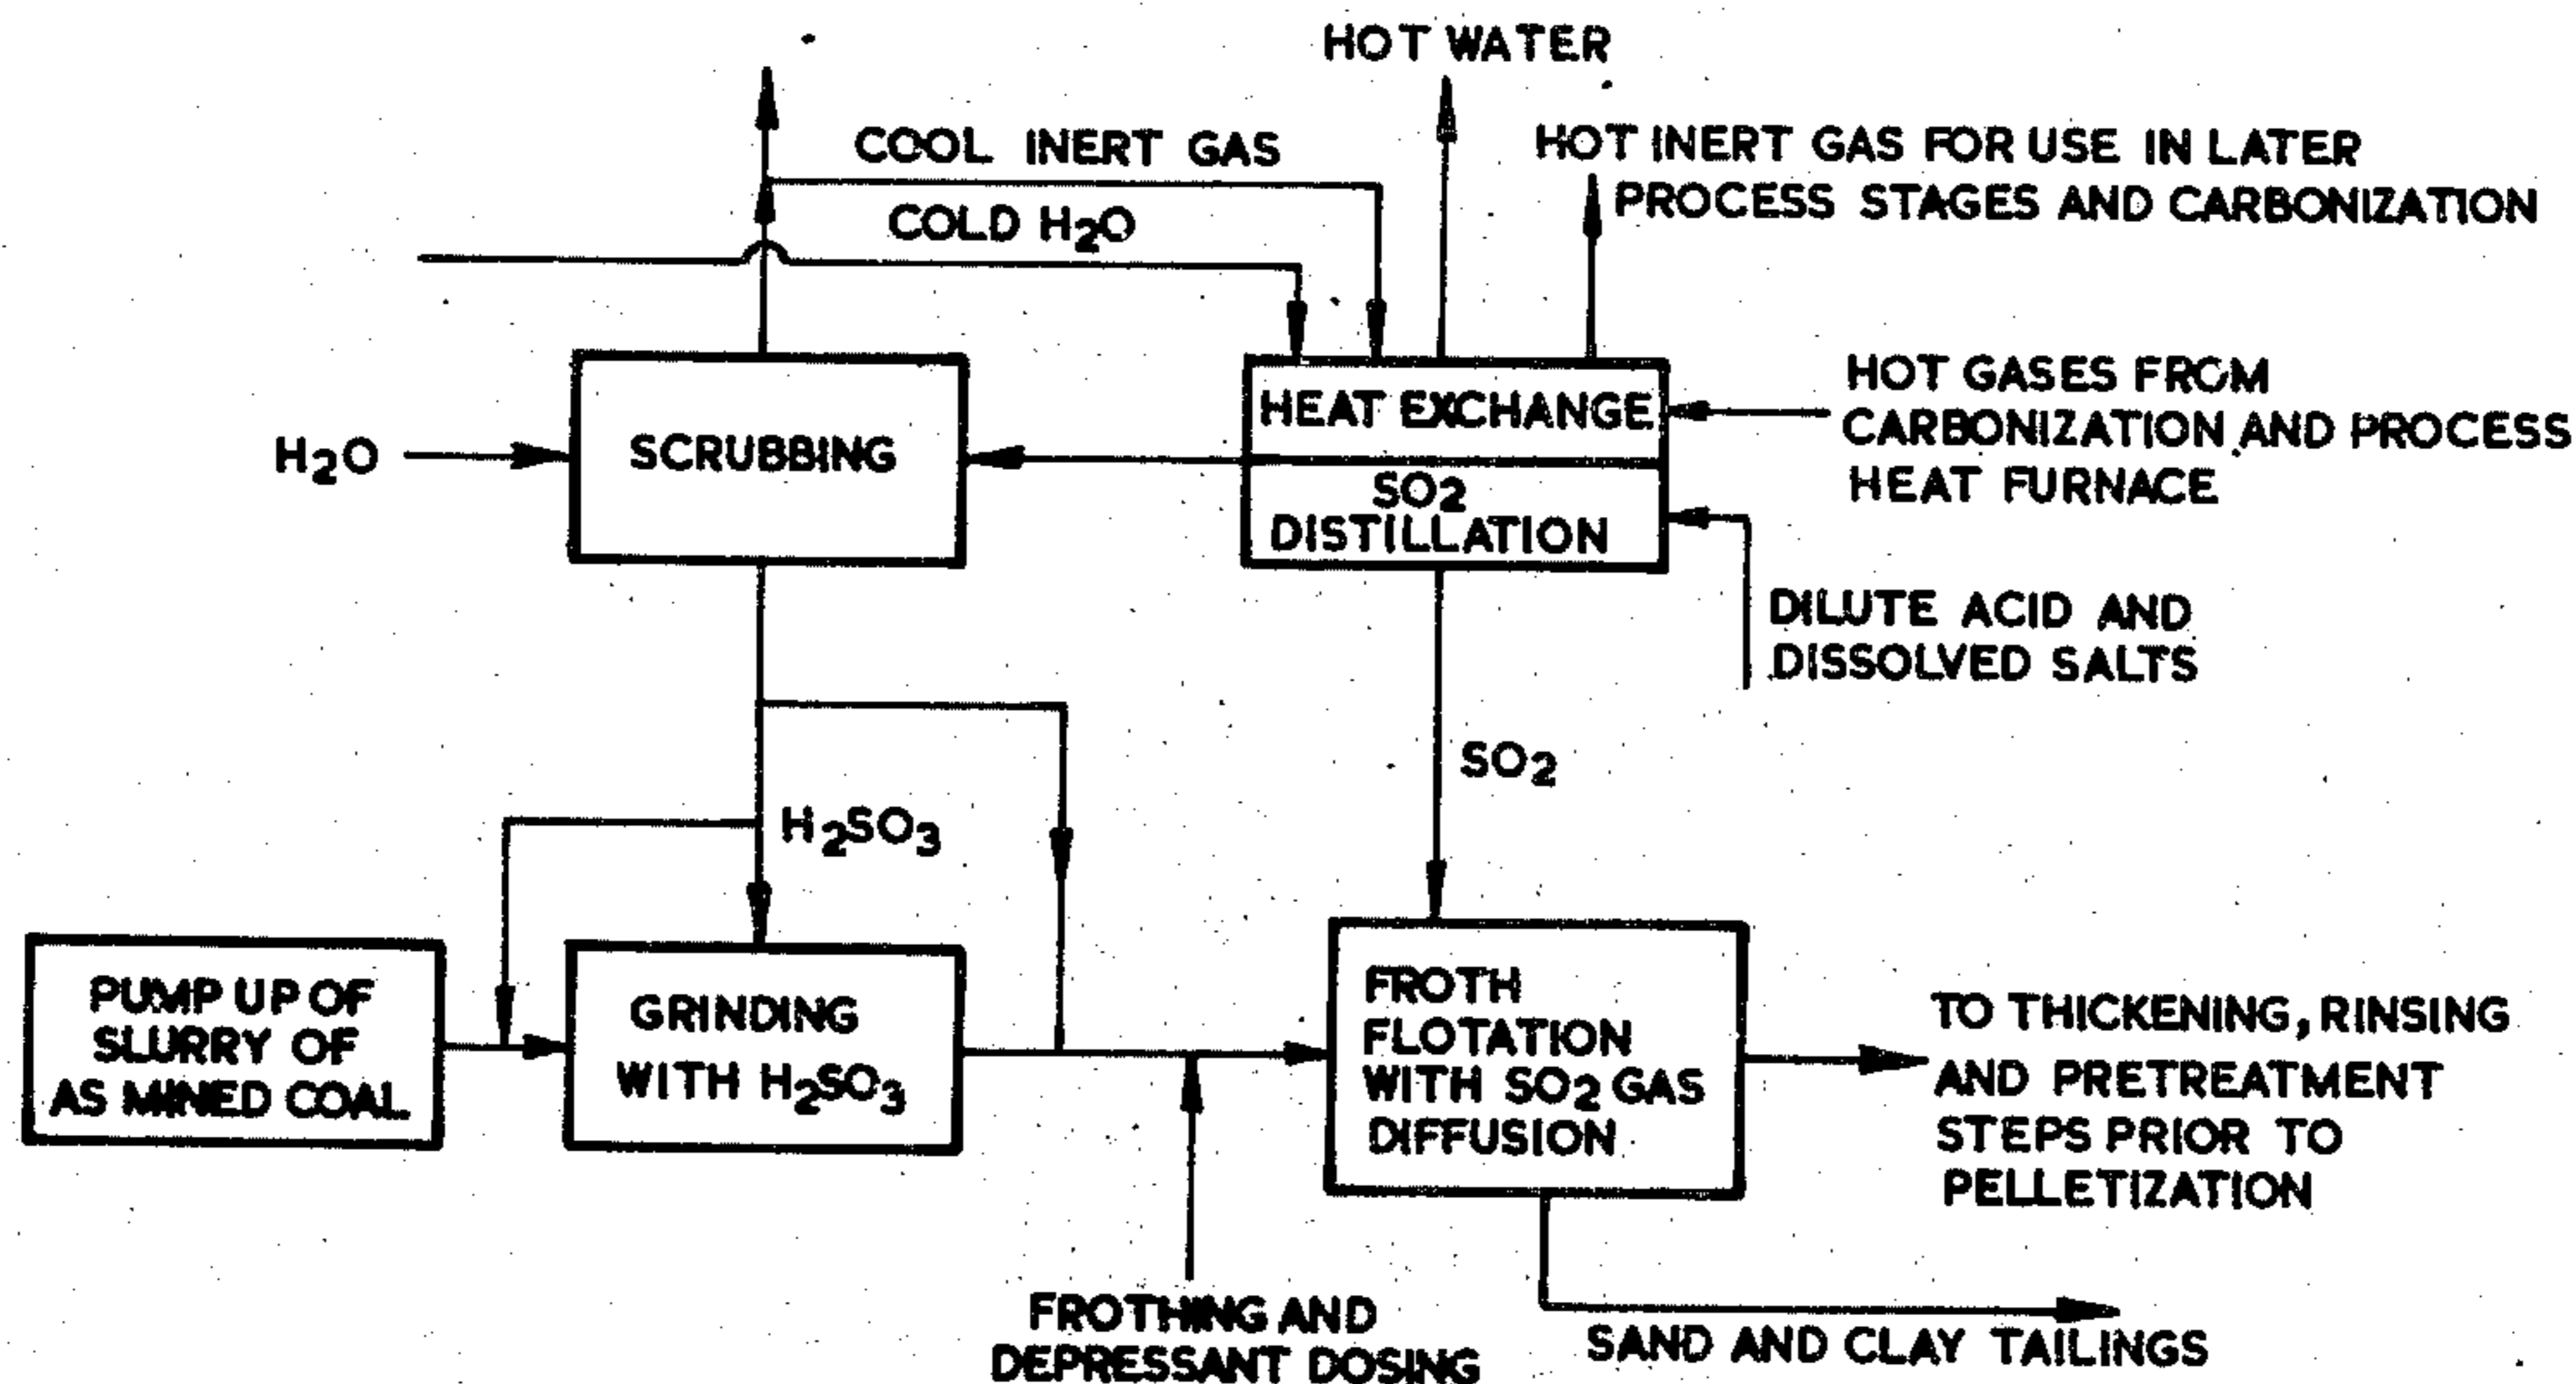 HOT WATER
COOL INERT GAS
HOT INERT GAS FOR USE IN LATER
PROCESS STAGES AND CARBONIZATION
COLD H₂O
HEAT EXCHANGE
HOT GASES FROM
CARBONIZATION AND PROCESS
HEAT FURNACE
H₂O
SCRUBBING
SO₂
DISTILLATION
DILUTE ACID AND
DISSOLVED SALTS
SO₂
H₂SO₃
PUMP UP OF
SLURRY OF
AS MINED COAL
GRINDING
WITH H₂SO₃
FROTH
FLOTATION
WITH SO₂ GAS
DIFFUSION
TO THICKENING, RINSING
AND PRETREATMENT
STEPS PRIOR TO
PELLETIZATION
FROTHING AND
DEPRESSANT DOSING
SAND AND CLAY TAILINGS